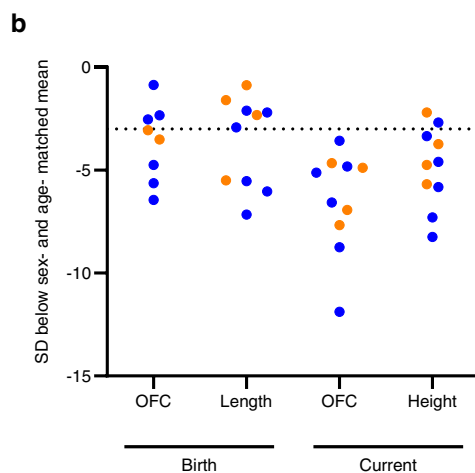 b
SD below sex- and age- matched mean
0
-5
-10
-15
OFC Length OFC Height
Birth Current